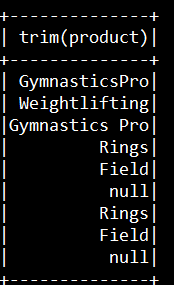 +--------------+
| trim(product)|
+--------------+
| GymnasticsPro|
| Weightlifting|
|Gymnastics Pro|
| Rings|
| Field|
| null|
| Rings|
| Field|
| null|
+--------------+